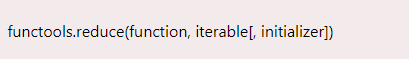 functools.reduce(function, iterable[, initializer])